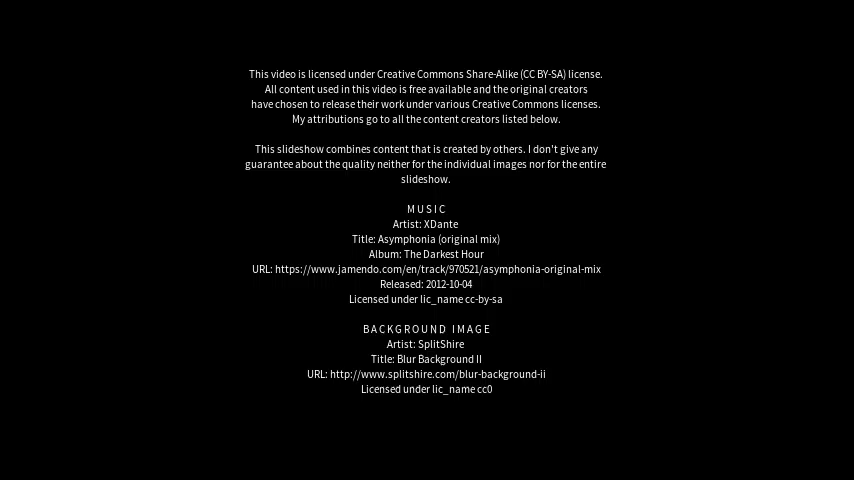 This video is licensed under Creative Commons Share-Alike (CC BY-SA) license.
All content used in this video is free available and the original creators
have chosen to release their work under various Creative Commons licenses.
My attributions go to all the content creators listed below.
This slideshow combines content that is created by others. I don't give any
guarantee about the quality neither for the individual images nor for the entire
slideshow.
MUSIC
Artist: XDante
Title: Asymphonia (original mix)
Album: The Darkest Hour
URL: https://www.jamendo.com/en/track/970521/asymphonia-original-mix
Released: 2012-10-04
Licensed under lic_name cc-by-sa
BACKGROUND IMAGE
Artist: SplitShire
Title: Blur Background II
URL: http://www.splitshire.com/blur-background-ii
Licensed under lic_name cc0